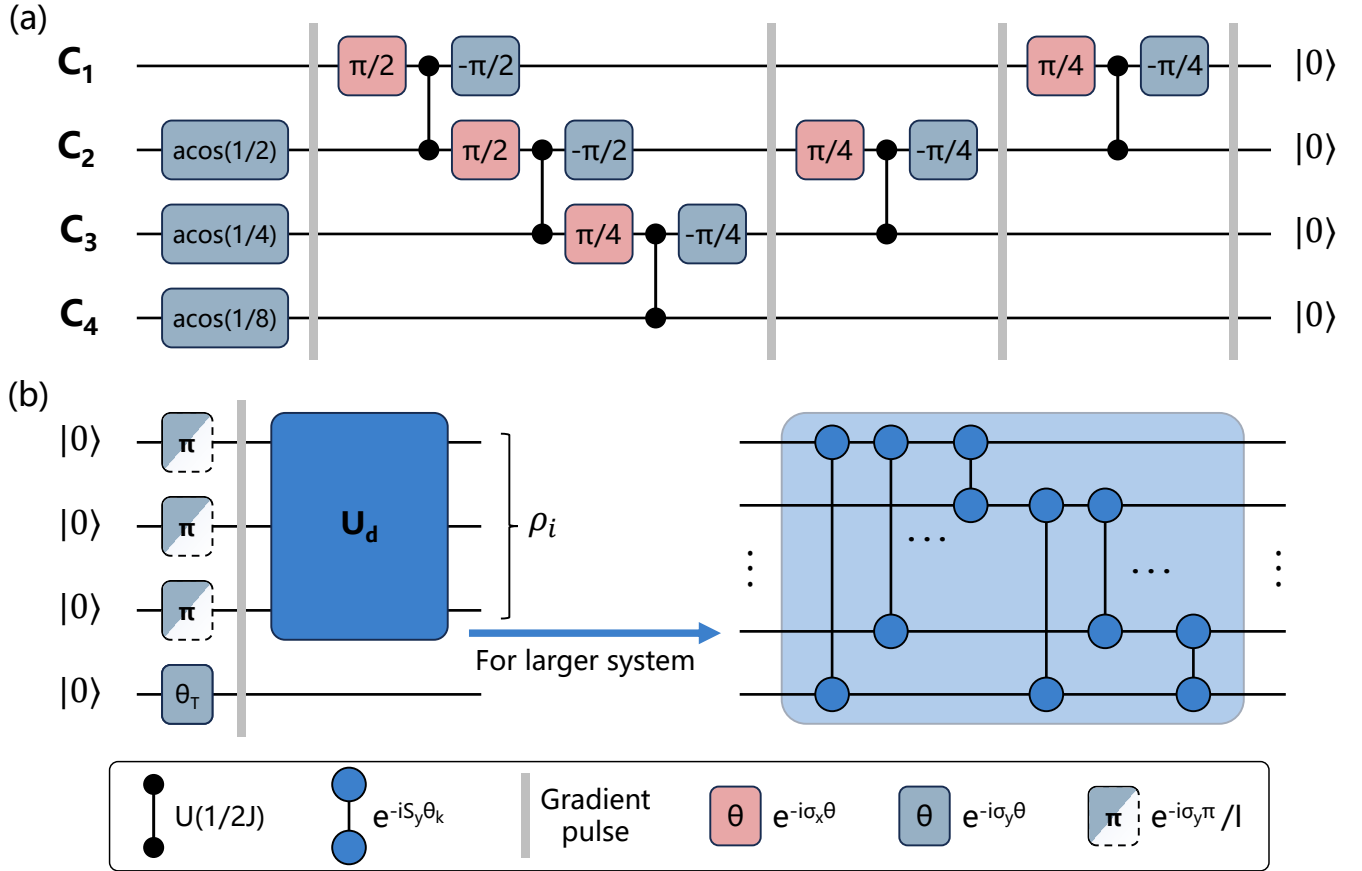 (a)
C₁ π/2 -π/2 π/4 -π/4 |0⟩
C₂ acos(1/2) π/2 -π/2 π/4 -π/4 |0⟩
C₃ acos(1/4) π/4 -π/4 |0⟩
C₄ acos(1/8) |0⟩
(b)
|0⟩ π
|0⟩ π U_d ρᵢ
|0⟩ π
For larger system
|0⟩ θ_T
U(1/2J) e^{-iS_yθ_k} Gradient
pulse θ e^{-iσ_xθ} θ e^{-iσ_yθ} π e^{-iσ_yπ}/I